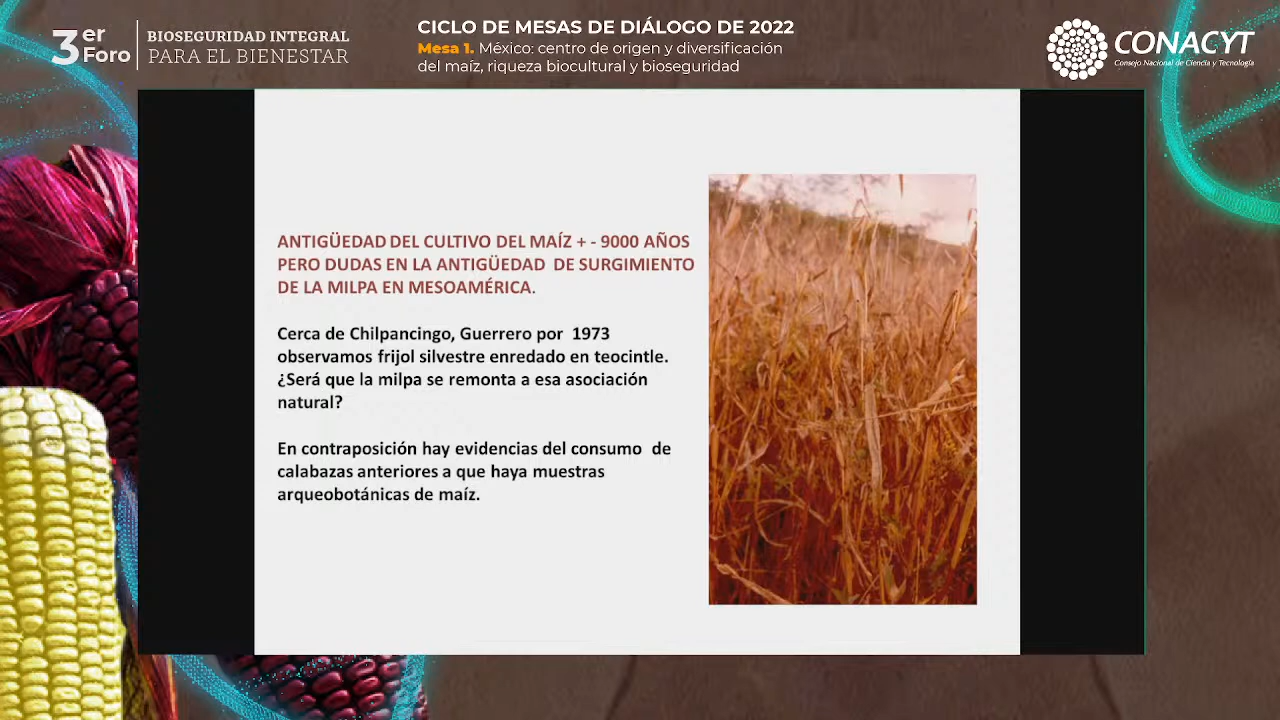 3er Foro
BIOSEGURIDAD INTEGRAL
PARA EL BIENESTAR
CICLO DE MESAS DE DIÁLOGO DE 2022
Mesa 1. México: centro de origen y diversificación
del maíz, riqueza biocultural y bioseguridad
CONACYT
Consejo Nacional de Ciencia y Tecnología
ANTIGÜEDAD DEL CULTIVO DEL MAÍZ + - 9000 AÑOS
PERO DUDAS EN LA ANTIGÜEDAD DE SURGIMIENTO
DE LA MILPA EN MESOAMÉRICA.
Cerca de Chilpancingo, Guerrero por 1973
observamos frijol silvestre enredado en teocintle.
¿Será que la milpa se remonta a esa asociación
natural?
En contraposición hay evidencias del consumo de
calabazas anteriores a que haya muestras
arqueobotánicas de maíz.